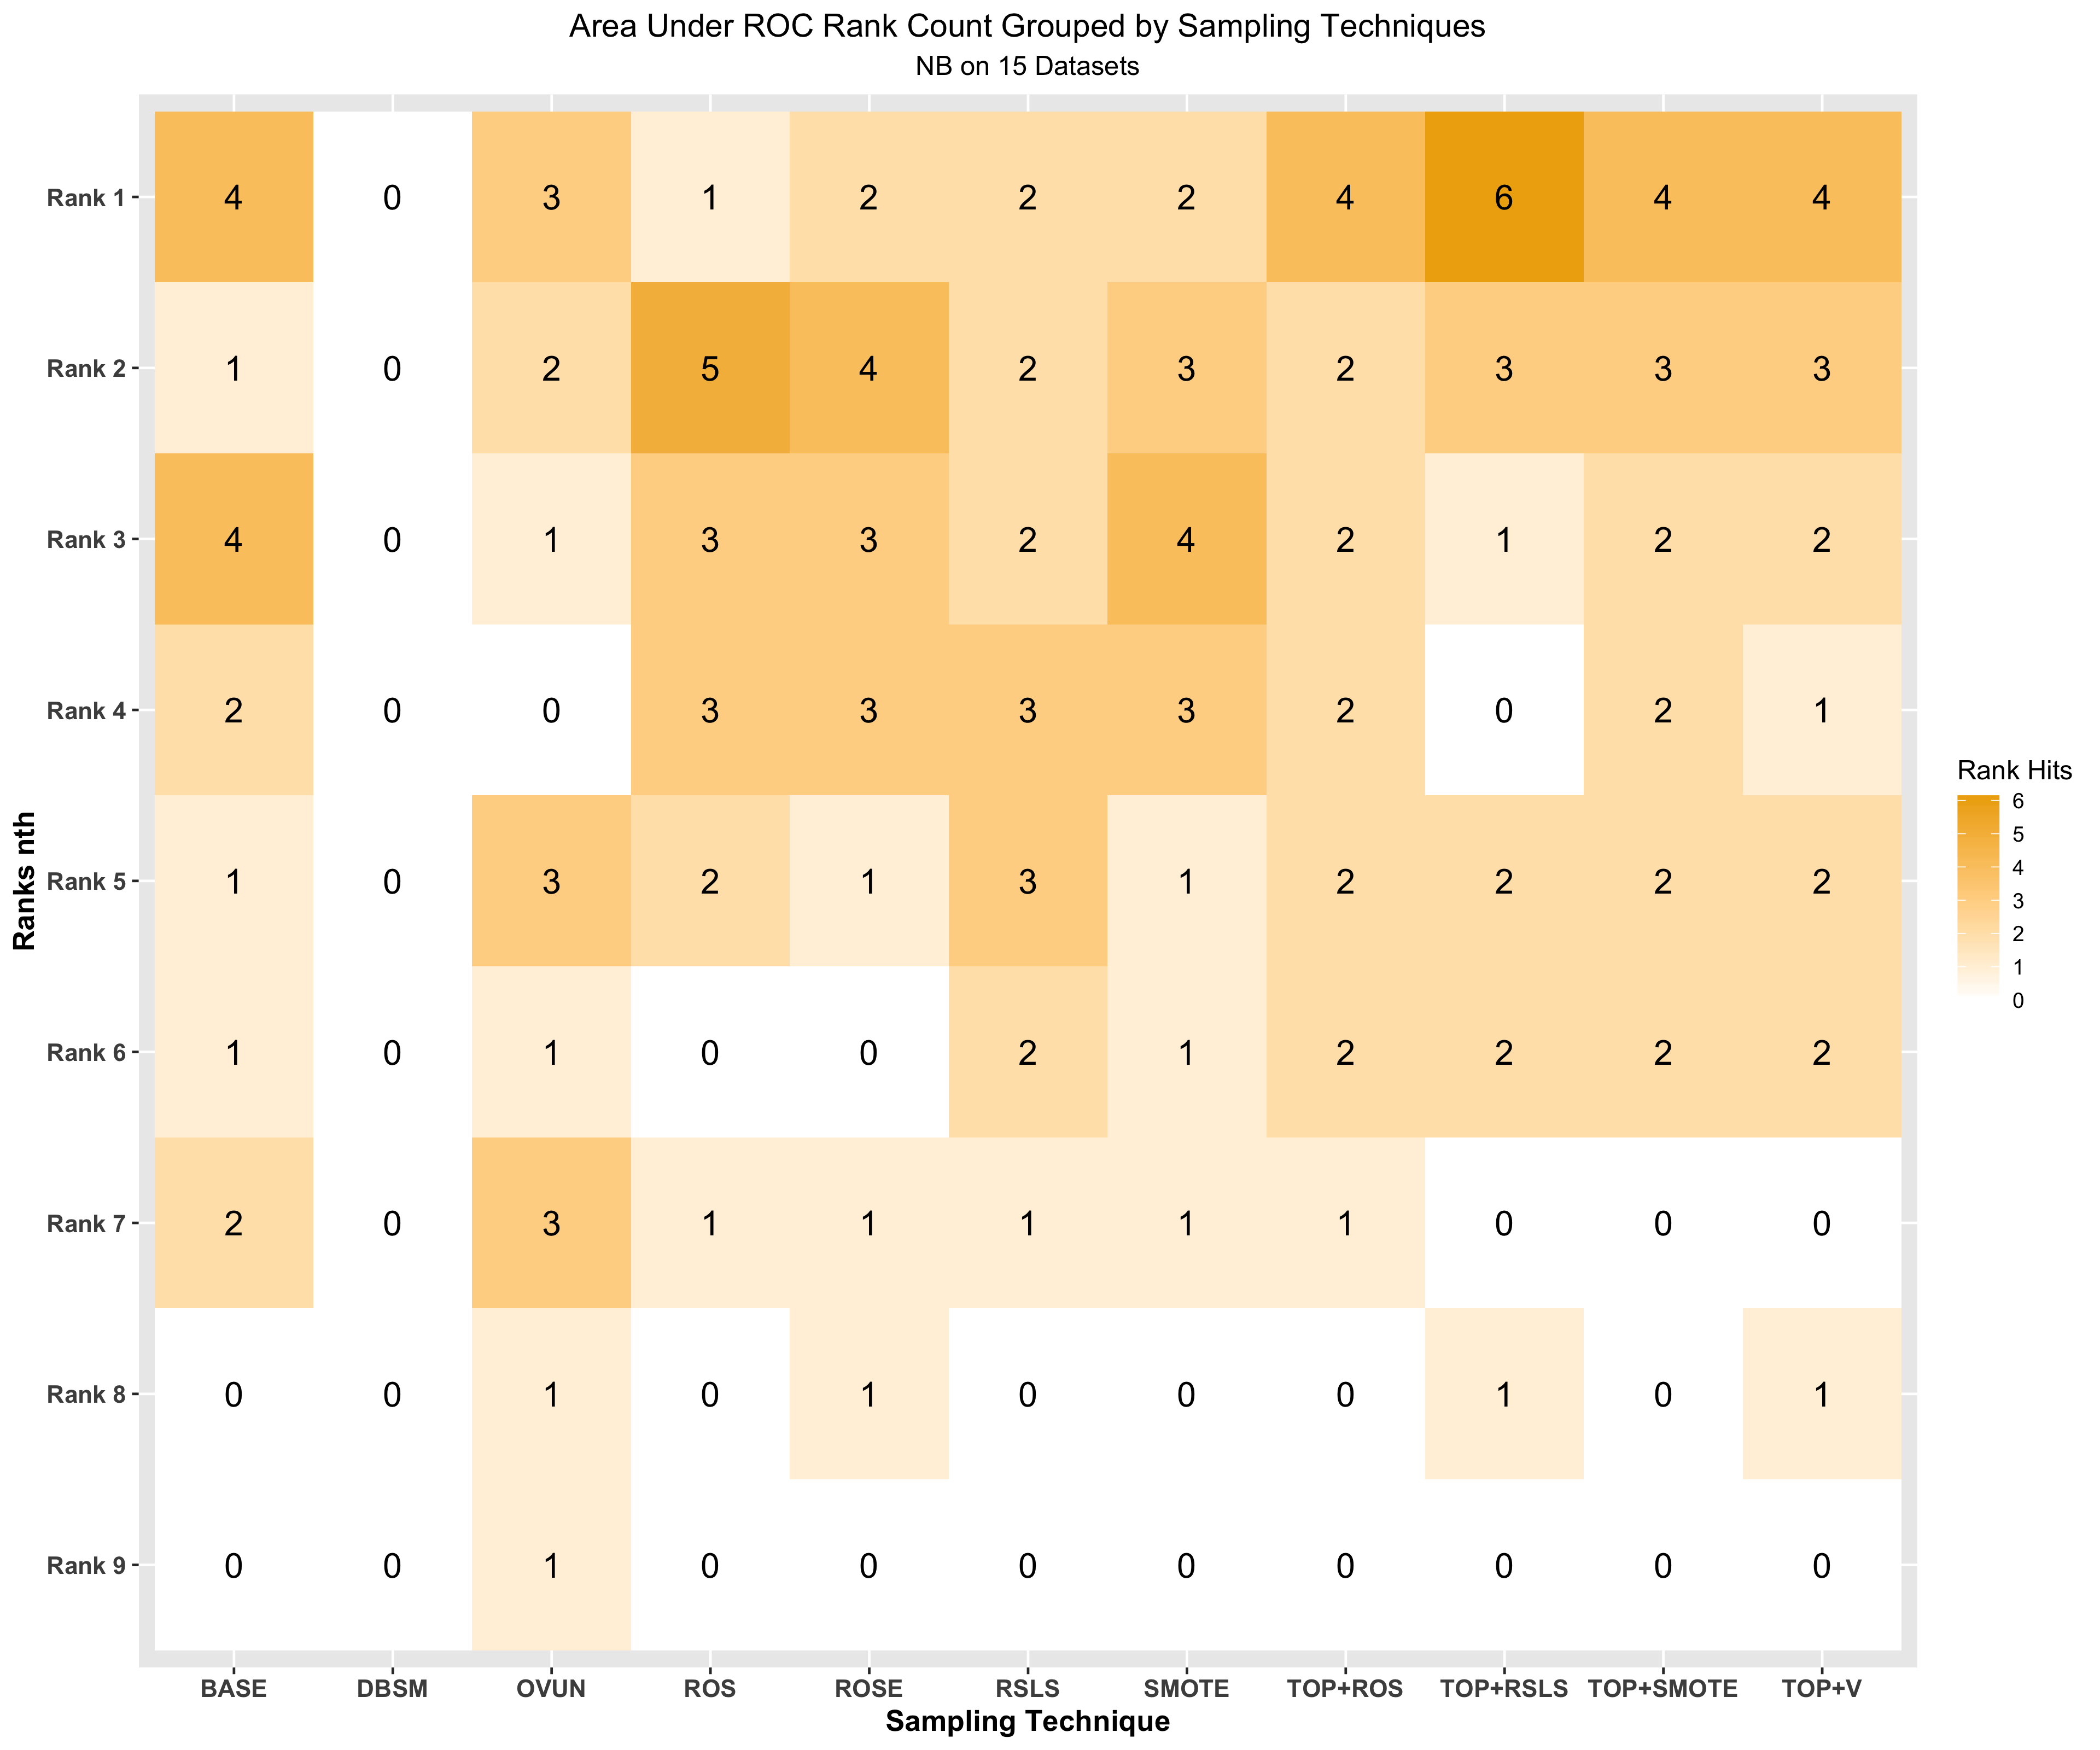 Area Under ROC Rank Count Grouped by Sampling Techniques
NB on 15 Datasets
Rank 1 4 0 3 1 2 2 2 4 6 4 4
Rank 2 1 0 2 5 4 2 3 2 3 3 3
Rank 3 4 0 1 3 3 2 4 2 1 2 2
Rank 4 2 0 0 3 3 3 3 2 0 2 1
Rank 5 1 0 3 2 1 3 1 2 2 2 2
Rank 6 1 0 1 0 0 2 1 2 2 2 2
Rank 7 2 0 3 1 1 1 1 1 0 0 0
Rank 8 0 0 1 0 1 0 0 0 1 0 1
Rank 9 0 0 1 0 0 0 0 0 0 0 0
BASE DBSM OVUN ROS ROSE RSLS SMOTE TOP+ROS TOP+RSLS TOP+SMOTE TOP+V
Sampling Technique
Ranks nth
Rank Hits
6
5
4
3
2
1
0